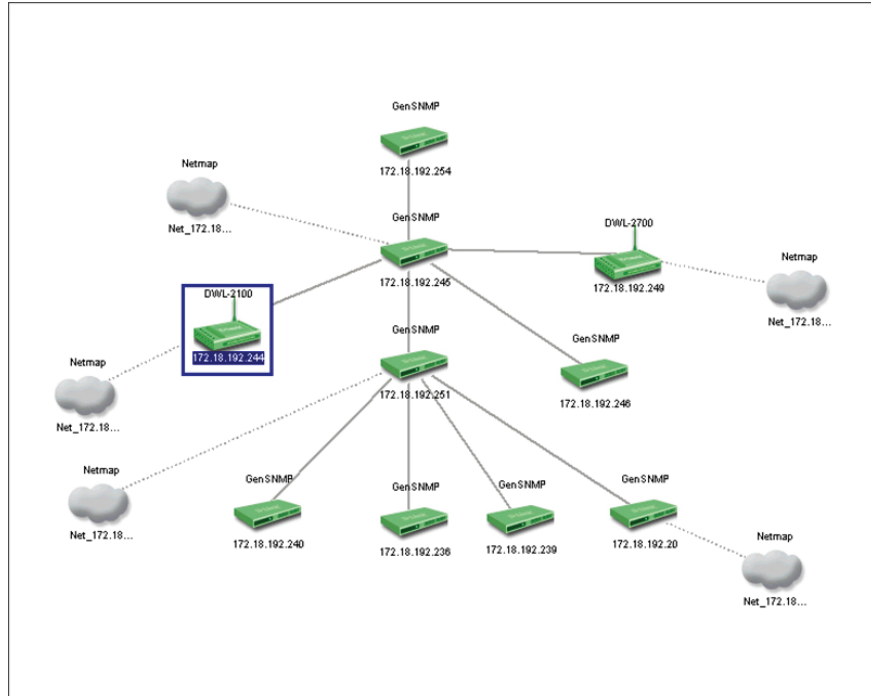 GenSNMP
172.18.192.254
Netmap
Net_172.18...
GenSNMP
172.18.192.245
DWL-2700
172.18.192.249
Netmap
Net_172.18...
DWL-2100
172.18.192.244
GenSNMP
172.18.192.251
GenSNMP
172.18.192.246
Netmap
Net_172.18...
Netmap
Net_172.18...
GenSNMP
172.18.192.240
GenSNMP
172.18.192.236
GenSNMP
172.18.192.239
GenSNMP
172.18.192.20
Netmap
Net_172.18...